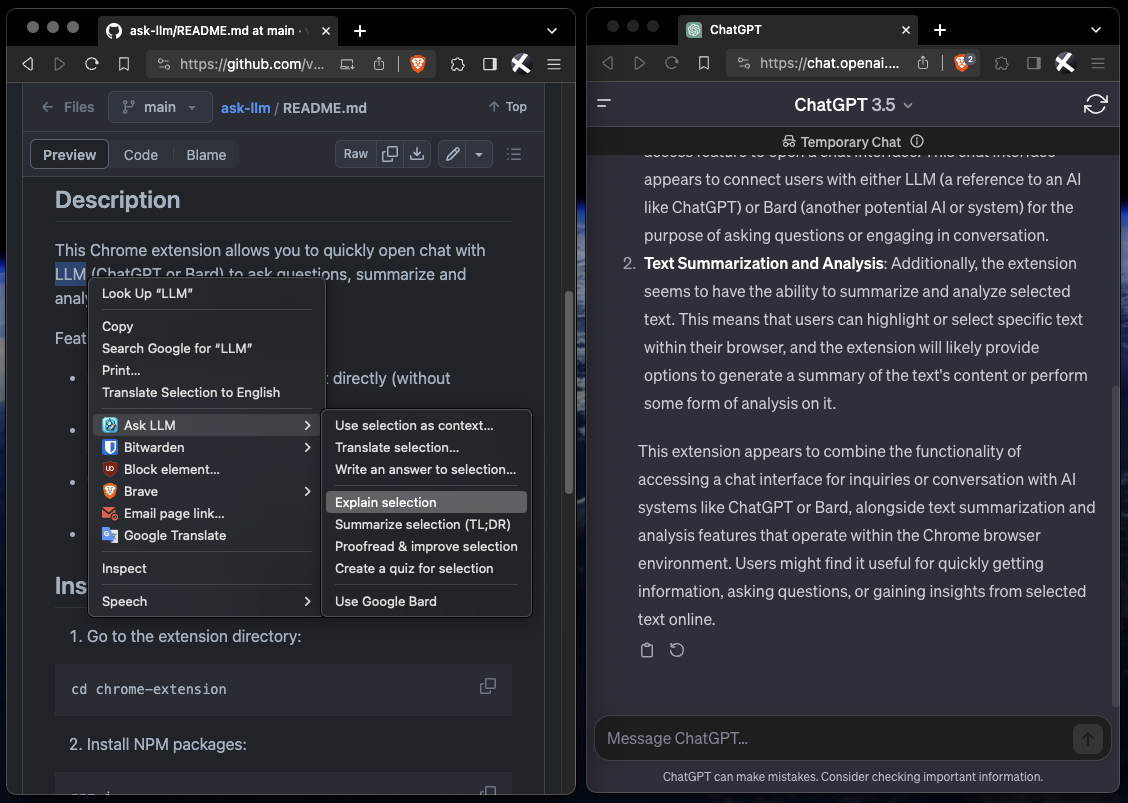 ask-llm/README.md at main ·
https://github.com/v...
Files
main
ask-llm / README.md
Top
Preview
Code
Blame
Raw
Description
This Chrome extension allows you to quickly open chat with
LLM (ChatGPT or Bard) to ask questions, summarize and
Look Up “LLM”
Copy
Search Google for “LLM”
Print...
Translate Selection to English
directly (without
Ask LLM
Bitwarden
Block element...
Brave
Email page link...
Google Translate
Inspect
Speech
Use selection as context...
Translate selection...
Write an answer to selection...
Explain selection
Summarize selection (TL;DR)
Proofread & improve selection
Create a quiz for selection
Use Google Bard
1. Go to the extension directory:
cd chrome-extension
2. Install NPM packages:
ChatGPT
https://chat.openai....
2
ChatGPT 3.5
Temporary Chat
access feature to open a chat interface. This chat interface
appears to connect users with either LLM (a reference to an AI
like ChatGPT) or Bard (another potential AI or system) for the
purpose of asking questions or engaging in conversation.
2. Text Summarization and Analysis: Additionally, the extension
seems to have the ability to summarize and analyze selected
text. This means that users can highlight or select specific text
within their browser, and the extension will likely provide
options to generate a summary of the text's content or perform
some form of analysis on it.
This extension appears to combine the functionality of
accessing a chat interface for inquiries or conversation with AI
systems like ChatGPT or Bard, alongside text summarization and
analysis features that operate within the Chrome browser
environment. Users might find it useful for quickly getting
information, asking questions, or gaining insights from selected
text online.
Message ChatGPT...
ChatGPT can make mistakes. Consider checking important information.